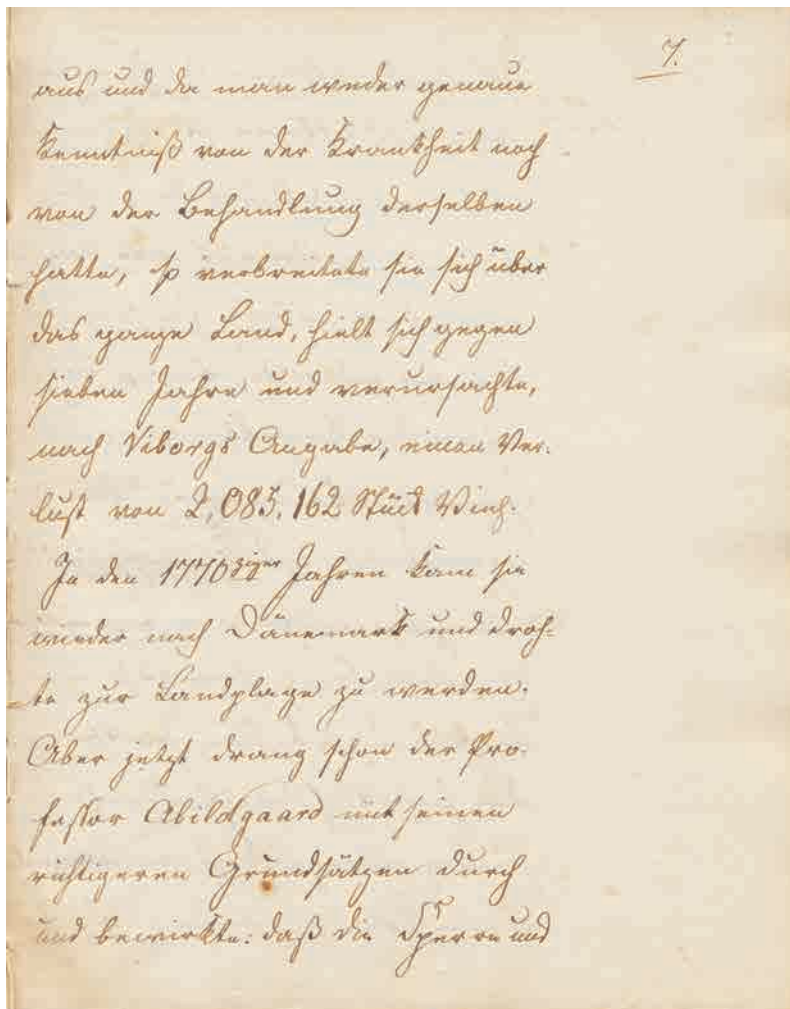 7.
aus und da man weder genaue
Kenntniß von der Krankheit noch
von der Behandlung derselben
hatte, so verbreitete sie sich über
das ganze Land, hielt sich gegen
sieben Jahre und verursachte,
nach Viborgs Angabe, einen Ver-
lust von 2,085,162 Stück Vieh.
In den 1770ziger Jahren kam sie
wieder nach Dänemark und droh-
te zur Landplage zu werden.
Aber jetzt drang schon der Pro-
fessor Abildgaard mit seinen
richtigeren Grundsätzen durch
und bewirkte: daß die Sperre und